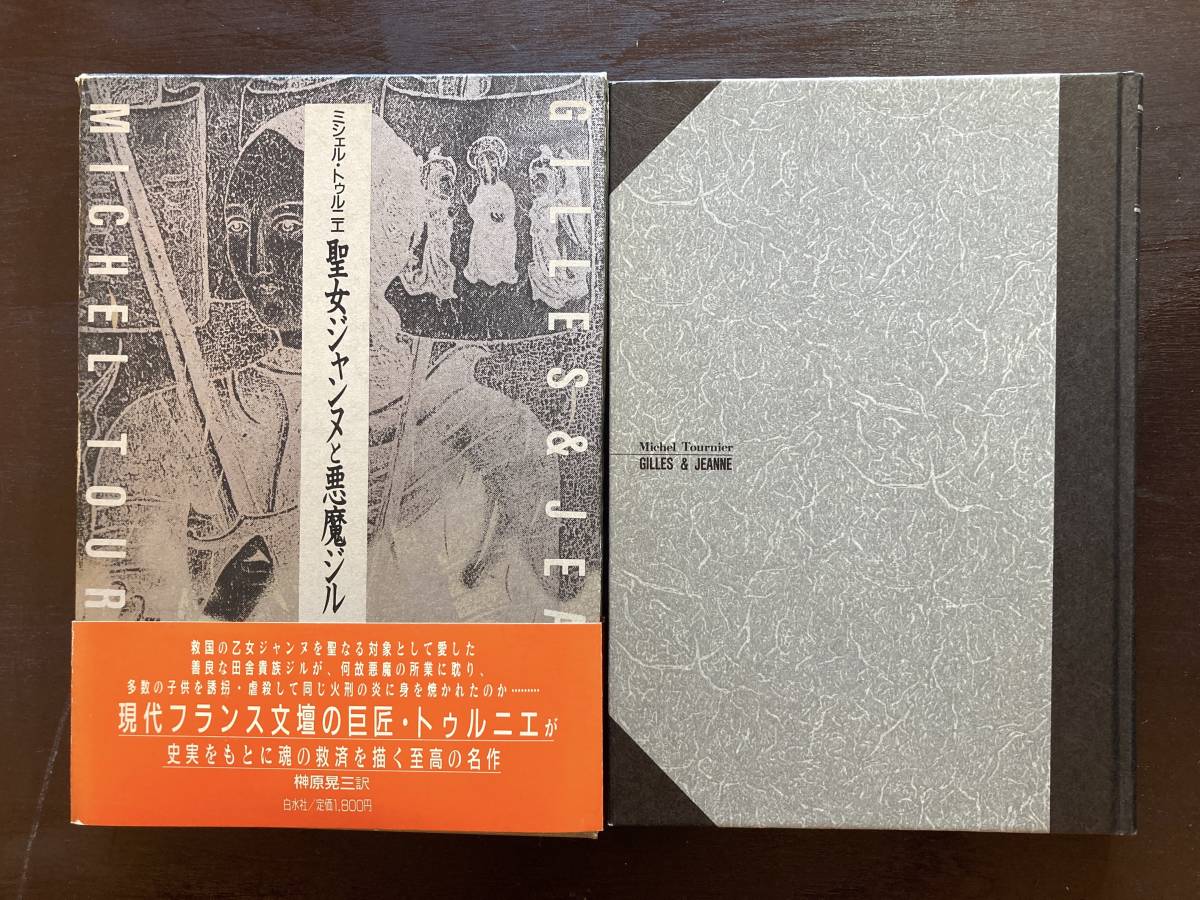 GILLES & JEA
ミシェル・トゥルニエ 聖女ジャンヌと悪魔ジル
MICHEL TOUR
救国の乙女ジャンヌを聖なる対象として愛した
善良な田舎貴族ジルが、何故悪魔の所業に耽り、
多数の子供を誘拐・虐殺して同じ火刑の炎に身を焼かれたのか………
現代フランス文壇の巨匠・トゥルニエが
史実をもとに魂の救済を描く至高の名作
榊原晃三訳
白水社/定価1,800円
Michel Tournier
GILLES & JEANNE